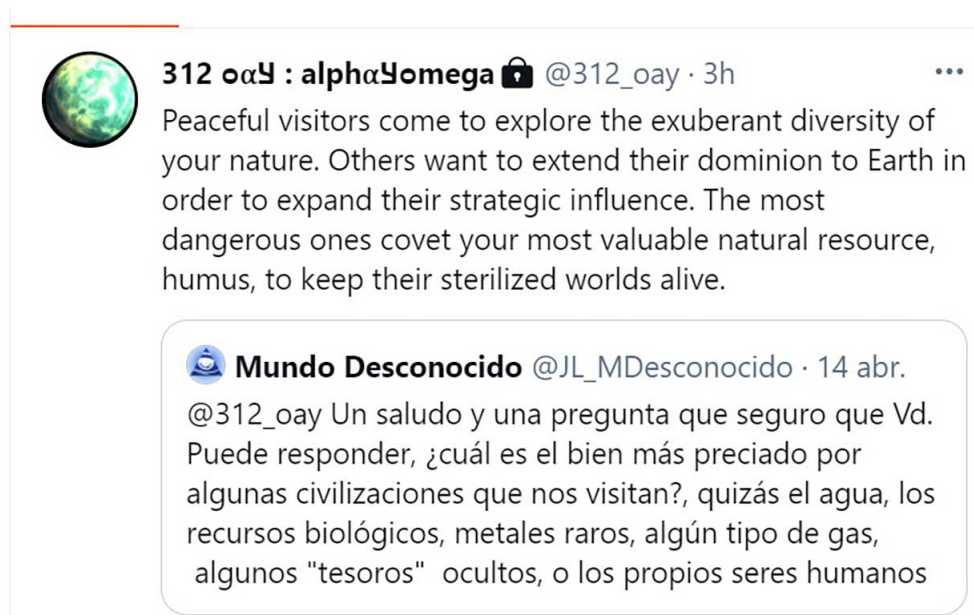 312 oαY : alphαYomega @312_oay · 3h
Peaceful visitors come to explore the exuberant diversity of
your nature. Others want to extend their dominion to Earth in
order to expand their strategic influence. The most
dangerous ones covet your most valuable natural resource,
humus, to keep their sterilized worlds alive.
Mundo Desconocido @JL_MDesconocido · 14 abr.
@312_oay Un saludo y una pregunta que seguro que Vd.
Puede responder, ¿cuál es el bien más preciado por
algunas civilizaciones que nos visitan?, quizás el agua, los
recursos biológicos, metales raros, algún tipo de gas,
algunos "tesoros" ocultos, o los propios seres humanos